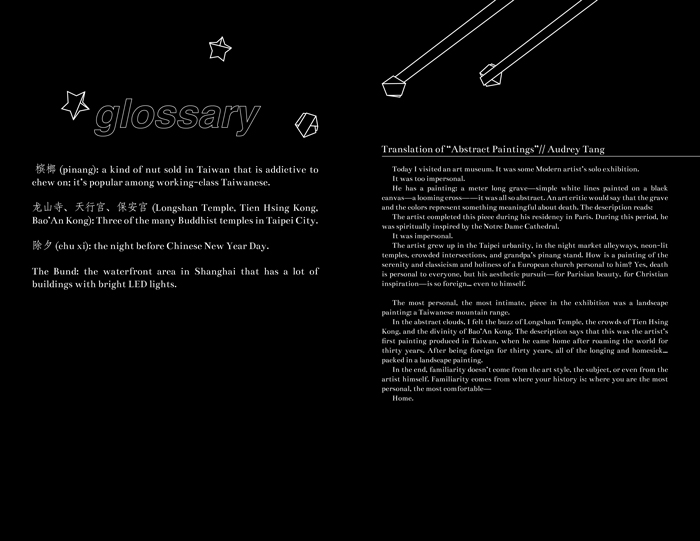 glossary
槟榔 (pinang): a kind of nut sold in Taiwan that is addictive to
chew on; it's popular among working-class Taiwanese.
龙山寺、天行宫、保安宫 (Longshan Temple, Tien Hsing Kong,
Bao'An Kong): Three of the many Buddhist temples in Taipei City.
除夕 (chu xi): the night before Chinese New Year Day.
The Bund: the waterfront area in Shanghai that has a lot of
buildings with bright LED lights.
Translation of "Abstract Paintings"// Audrey Tang
Today I visited an art museum. It was some Modern artist's solo exhibition.
It was too impersonal.
He has a painting: a meter long grave—simple white lines painted on a black
canvas—a looming cross——it was all so abstract. An art critic would say that the grave
and the colors represent something meaningful about death. The description reads:
The artist completed this piece during his residency in Paris. During this period, he
was spiritually inspired by the Notre Dame Cathedral.
It was impersonal.
The artist grew up in the Taipei urbanity, in the night market alleyways, neon-lit
temples, crowded intersections, and grandpa's pinang stand. How is a painting of the
serenity and classicism and holiness of a European church personal to him? Yes, death
is personal to everyone, but his aesthetic pursuit—for Parisian beauty, for Christian
inspiration—is so foreign... even to himself.
The most personal, the most intimate, piece in the exhibition was a landscape
painting: a Taiwanese mountain range.
In the abstract clouds, I felt the buzz of Longshan Temple, the crowds of Tien Hsing
Kong, and the divinity of Bao'An Kong. The description says that this was the artist's
first painting produced in Taiwan, when he came home after roaming the world for
thirty years. After being foreign for thirty years, all of the longing and homesick...
packed in a landscape painting.
In the end, familiarity doesn't come from the art style, the subject, or even from the
artist himself. Familiarity comes from where your history is: where you are the most
personal, the most comfortable—
Home.